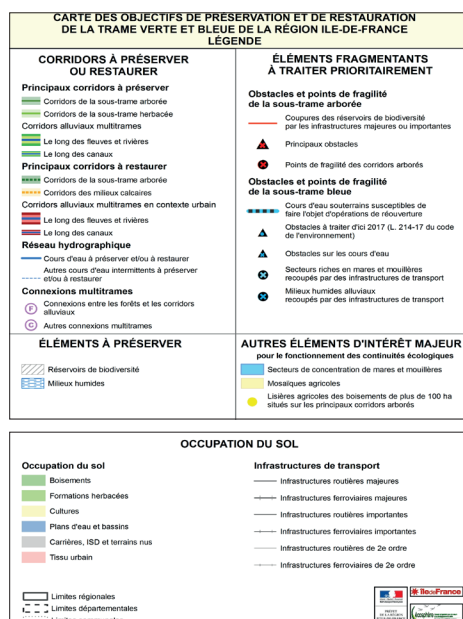 CARTE DES OBJECTIFS DE PRÉSERVATION ET DE RESTAURATION
DE LA TRAME VERTE ET BLEUE DE LA RÉGION ILE-DE-FRANCE
LÉGENDE
CORRIDORS À PRÉSERVER
OU RESTAURER
Principaux corridors à préserver
Corridors de la sous-trame arborée
Corridors de la sous-trame herbacée
Corridors alluviaux multitrames
Le long des fleuves et rivières
Le long des canaux
Principaux corridors à restaurer
Corridors de la sous-trame arborée
Corridors des milieux calcaires
Corridors alluviaux multitrames en contexte urbain
Le long des fleuves et rivières
Le long des canaux
Réseau hydrographique
Cours d'eau à préserver et/ou à restaurer
Autres cours d'eau intermittents à préserver
et/ou à restaurer
Connexions multitrames
F
Connexions entre les forêts et les corridors
alluviaux
C
Autres connexions multitrames
ÉLÉMENTS FRAGMENTANTS
À TRAITER PRIORITAIREMENT
Obstacles et points de fragilité
de la sous-trame arborée
Coupures des réservoirs de biodiversité
par les infrastructures majeures ou importantes
Principaux obstacles
Points de fragilité des corridors arborés
Obstacles et points de fragilité
de la sous-trame bleue
Cours d'eau souterrains susceptibles de
faire l'objet d'opérations de réouverture
Obstacles à traiter d'ici 2017 (L. 214-17 du code
de l'environnement)
Obstacles sur les cours d'eau
Secteurs riches en mares et mouillères
recoupés par des infrastructures de transport
Milieux humides alluviaux
recoupés par des infrastructures de transport
ÉLÉMENTS À PRÉSERVER
Réservoirs de biodiversité
Milieux humides
AUTRES ÉLÉMENTS D'INTÉRÊT MAJEUR
pour le fonctionnement des continuités écologiques
Secteurs de concentration de mares et mouillères
Mosaïques agricoles
Lisières agricoles des boisements de plus de 100 ha
situés sur les principaux corridors arborés
OCCUPATION DU SOL
Occupation du sol
Boisements
Formations herbacées
Cultures
Plans d'eau et bassins
Carrières, ISD et terrains nus
Tissu urbain
Infrastructures de transport
Infrastructures routières majeures
Infrastructures ferroviaires majeures
Infrastructures routières importantes
Infrastructures ferroviaires importantes
Infrastructures routières de 2e ordre
Infrastructures ferroviaires de 2e ordre
Limites régionales
Limites départementales
îledeFrance
PRÉFET
DE LA RÉGION